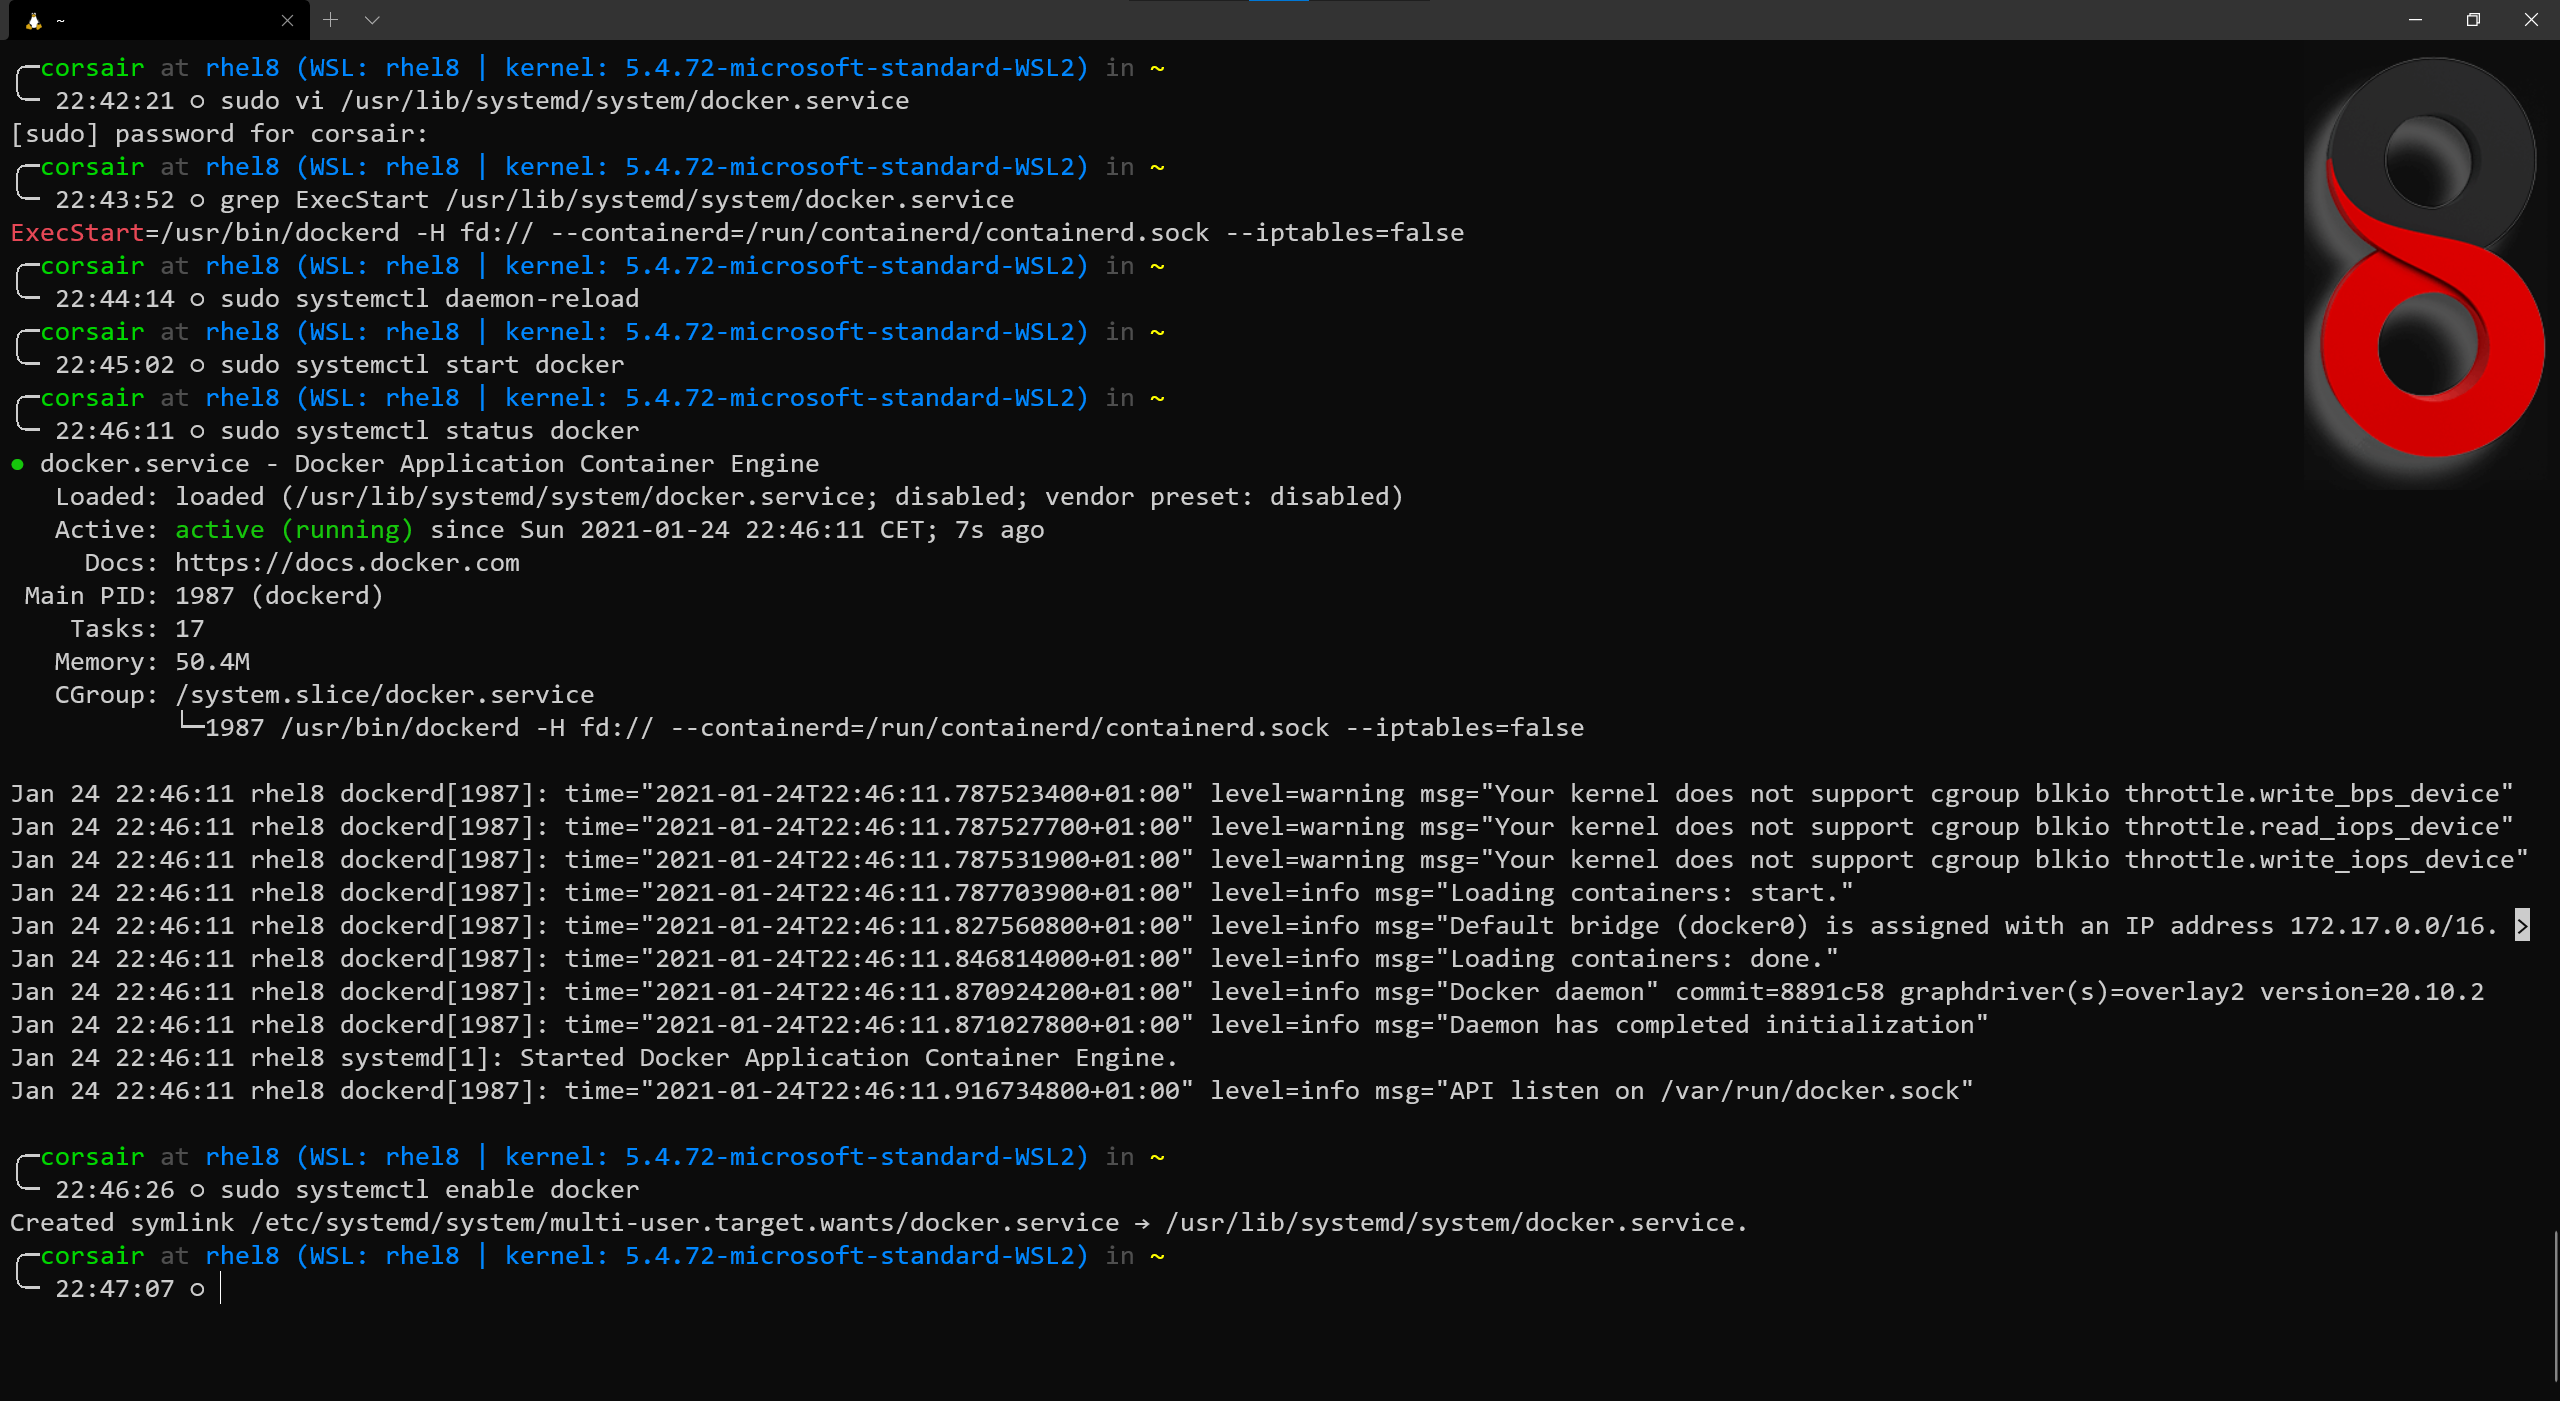 ~
corsair at rhel8 (WSL: rhel8 | kernel: 5.4.72-microsoft-standard-WSL2) in ~
22:42:21 ○ sudo vi /usr/lib/systemd/system/docker.service
[sudo] password for corsair:
corsair at rhel8 (WSL: rhel8 | kernel: 5.4.72-microsoft-standard-WSL2) in ~
22:43:52 ○ grep ExecStart /usr/lib/systemd/system/docker.service
ExecStart=/usr/bin/dockerd -H fd:// --containerd=/run/containerd/containerd.sock --iptables=false
corsair at rhel8 (WSL: rhel8 | kernel: 5.4.72-microsoft-standard-WSL2) in ~
22:44:14 ○ sudo systemctl daemon-reload
corsair at rhel8 (WSL: rhel8 | kernel: 5.4.72-microsoft-standard-WSL2) in ~
22:45:02 ○ sudo systemctl start docker
corsair at rhel8 (WSL: rhel8 | kernel: 5.4.72-microsoft-standard-WSL2) in ~
22:46:11 ○ sudo systemctl status docker
● docker.service - Docker Application Container Engine
Loaded: loaded (/usr/lib/systemd/system/docker.service; disabled; vendor preset: disabled)
Active: active (running) since Sun 2021-01-24 22:46:11 CET; 7s ago
Docs: https://docs.docker.com
Main PID: 1987 (dockerd)
Tasks: 17
Memory: 50.4M
CGroup: /system.slice/docker.service
└─1987 /usr/bin/dockerd -H fd:// --containerd=/run/containerd/containerd.sock --iptables=false
Jan 24 22:46:11 rhel8 dockerd[1987]: time="2021-01-24T22:46:11.787523400+01:00" level=warning msg="Your kernel does not support cgroup blkio throttle.write_bps_device"
Jan 24 22:46:11 rhel8 dockerd[1987]: time="2021-01-24T22:46:11.787527700+01:00" level=warning msg="Your kernel does not support cgroup blkio throttle.read_iops_device"
Jan 24 22:46:11 rhel8 dockerd[1987]: time="2021-01-24T22:46:11.787531900+01:00" level=warning msg="Your kernel does not support cgroup blkio throttle.write_iops_device"
Jan 24 22:46:11 rhel8 dockerd[1987]: time="2021-01-24T22:46:11.787703900+01:00" level=info msg="Loading containers: start."
Jan 24 22:46:11 rhel8 dockerd[1987]: time="2021-01-24T22:46:11.827560800+01:00" level=info msg="Default bridge (docker0) is assigned with an IP address 172.17.0.0/16. >
Jan 24 22:46:11 rhel8 dockerd[1987]: time="2021-01-24T22:46:11.846814000+01:00" level=info msg="Loading containers: done."
Jan 24 22:46:11 rhel8 dockerd[1987]: time="2021-01-24T22:46:11.870924200+01:00" level=info msg="Docker daemon" commit=8891c58 graphdriver(s)=overlay2 version=20.10.2
Jan 24 22:46:11 rhel8 dockerd[1987]: time="2021-01-24T22:46:11.871027800+01:00" level=info msg="Daemon has completed initialization"
Jan 24 22:46:11 rhel8 systemd[1]: Started Docker Application Container Engine.
Jan 24 22:46:11 rhel8 dockerd[1987]: time="2021-01-24T22:46:11.916734800+01:00" level=info msg="API listen on /var/run/docker.sock"
corsair at rhel8 (WSL: rhel8 | kernel: 5.4.72-microsoft-standard-WSL2) in ~
22:46:26 ○ sudo systemctl enable docker
Created symlink /etc/systemd/system/multi-user.target.wants/docker.service → /usr/lib/systemd/system/docker.service.
corsair at rhel8 (WSL: rhel8 | kernel: 5.4.72-microsoft-standard-WSL2) in ~
22:47:07 ○
8